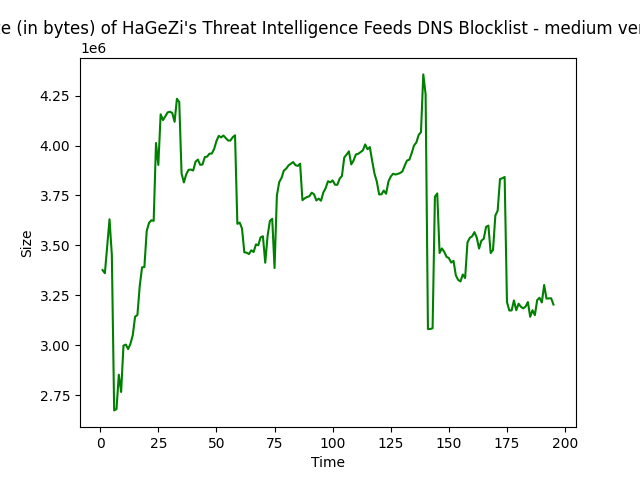 (in bytes) of HaGeZi's Threat Intelligence Feeds DNS Blocklist - medium
1e6
4.25
4.00
3.75
3.50
3.25
3.00
2.75
Size
0 25 50 75 100 125 150 175 200
Time